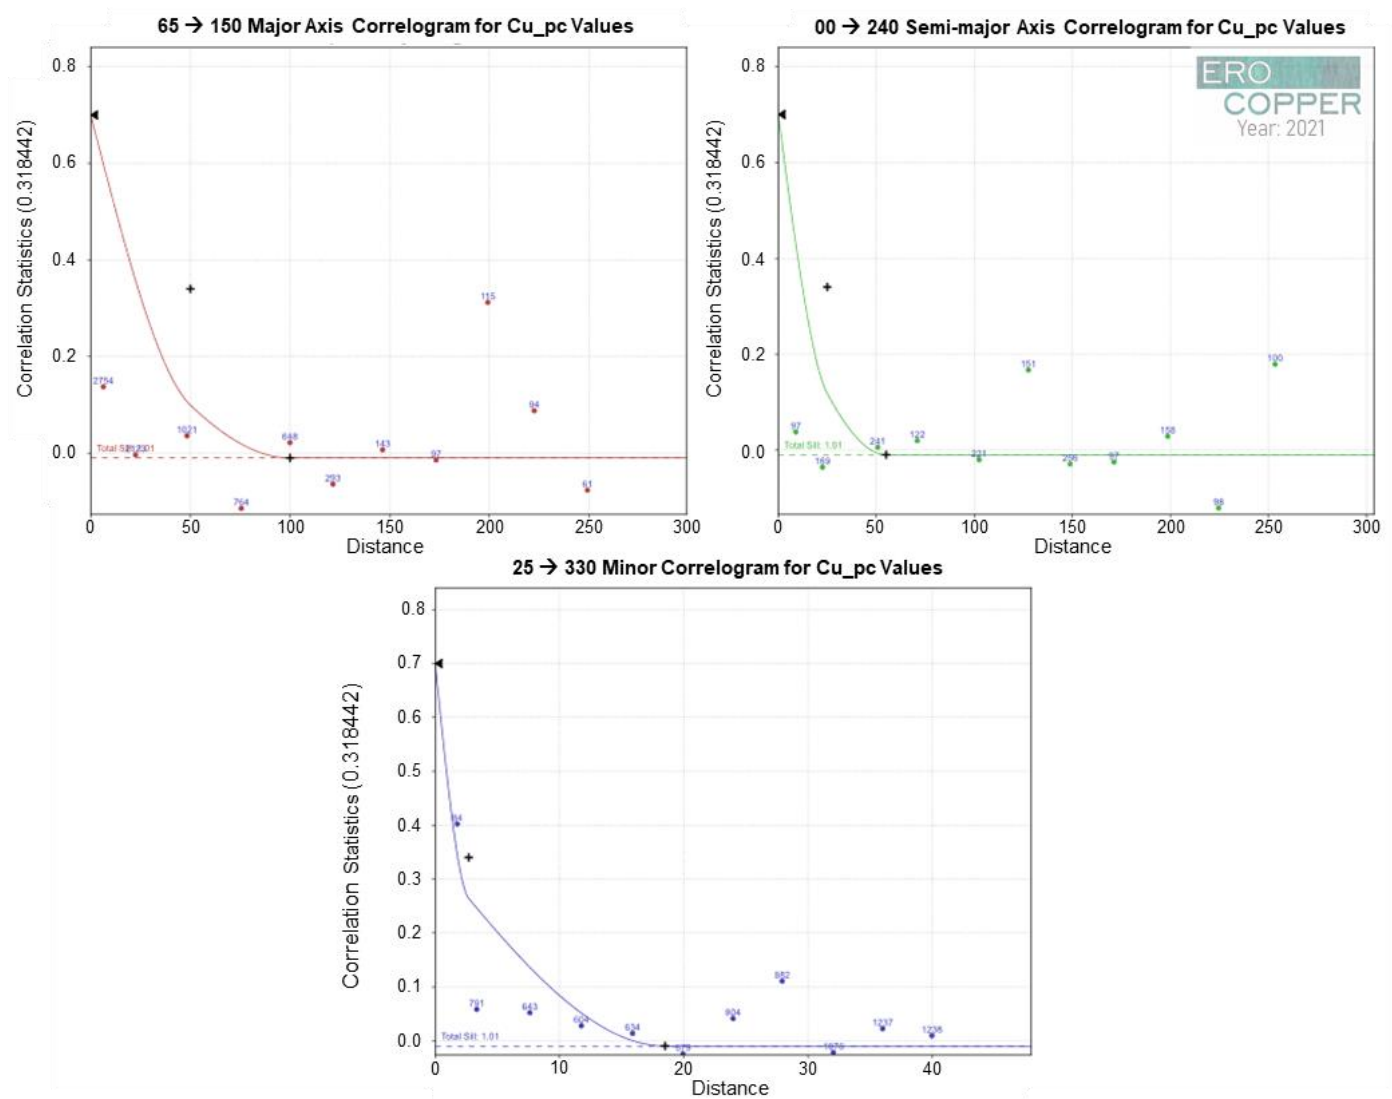 65 → 150 Major Axis Correlogram for Cu_pc Values
0.8
0.6
0.4
0.2
0.0
Correlation Statistics (0.318442)
2794
1021
764
648
293
143
97
115
94
61
0 50 100 150 200 250 300
Distance
00 → 240 Semi-major Axis Correlogram for Cu_pc Values
ERO
COPPER
Year: 2021
0.8
0.6
0.4
0.2
0.0
Correlation Statistics (0.318442)
97
169
Total Sill: 1.01
241
122
231
151
256
97
158
98
100
0 50 100 150 200 250 300
Distance
25 → 330 Minor Correlogram for Cu_pc Values
0.8
0.7
0.6
0.5
0.4
0.3
0.2
0.1
0.0
Correlation Statistics (0.318442)
791
643
604
634
804
882
1237
1238
Total Sill: 1.01
0 10 20 30 40
Distance